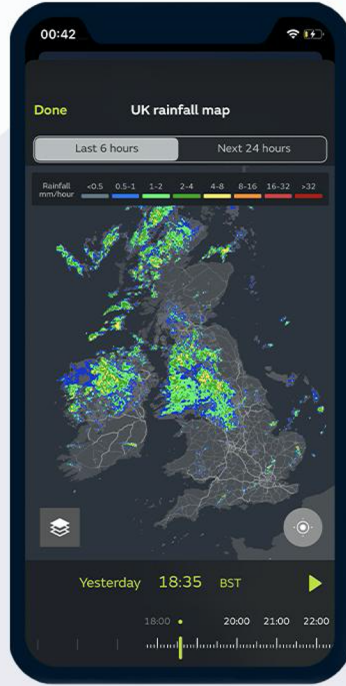 00:42
Done UK rainfall map
Last 6 hours Next 24 hours
Rainfall mm/hour <0.5 0.5-1 1-2 2-4 4-8 8-16 16-32 >32
Yesterday 18:35 BST
18:00 20:00 21:00 22:00